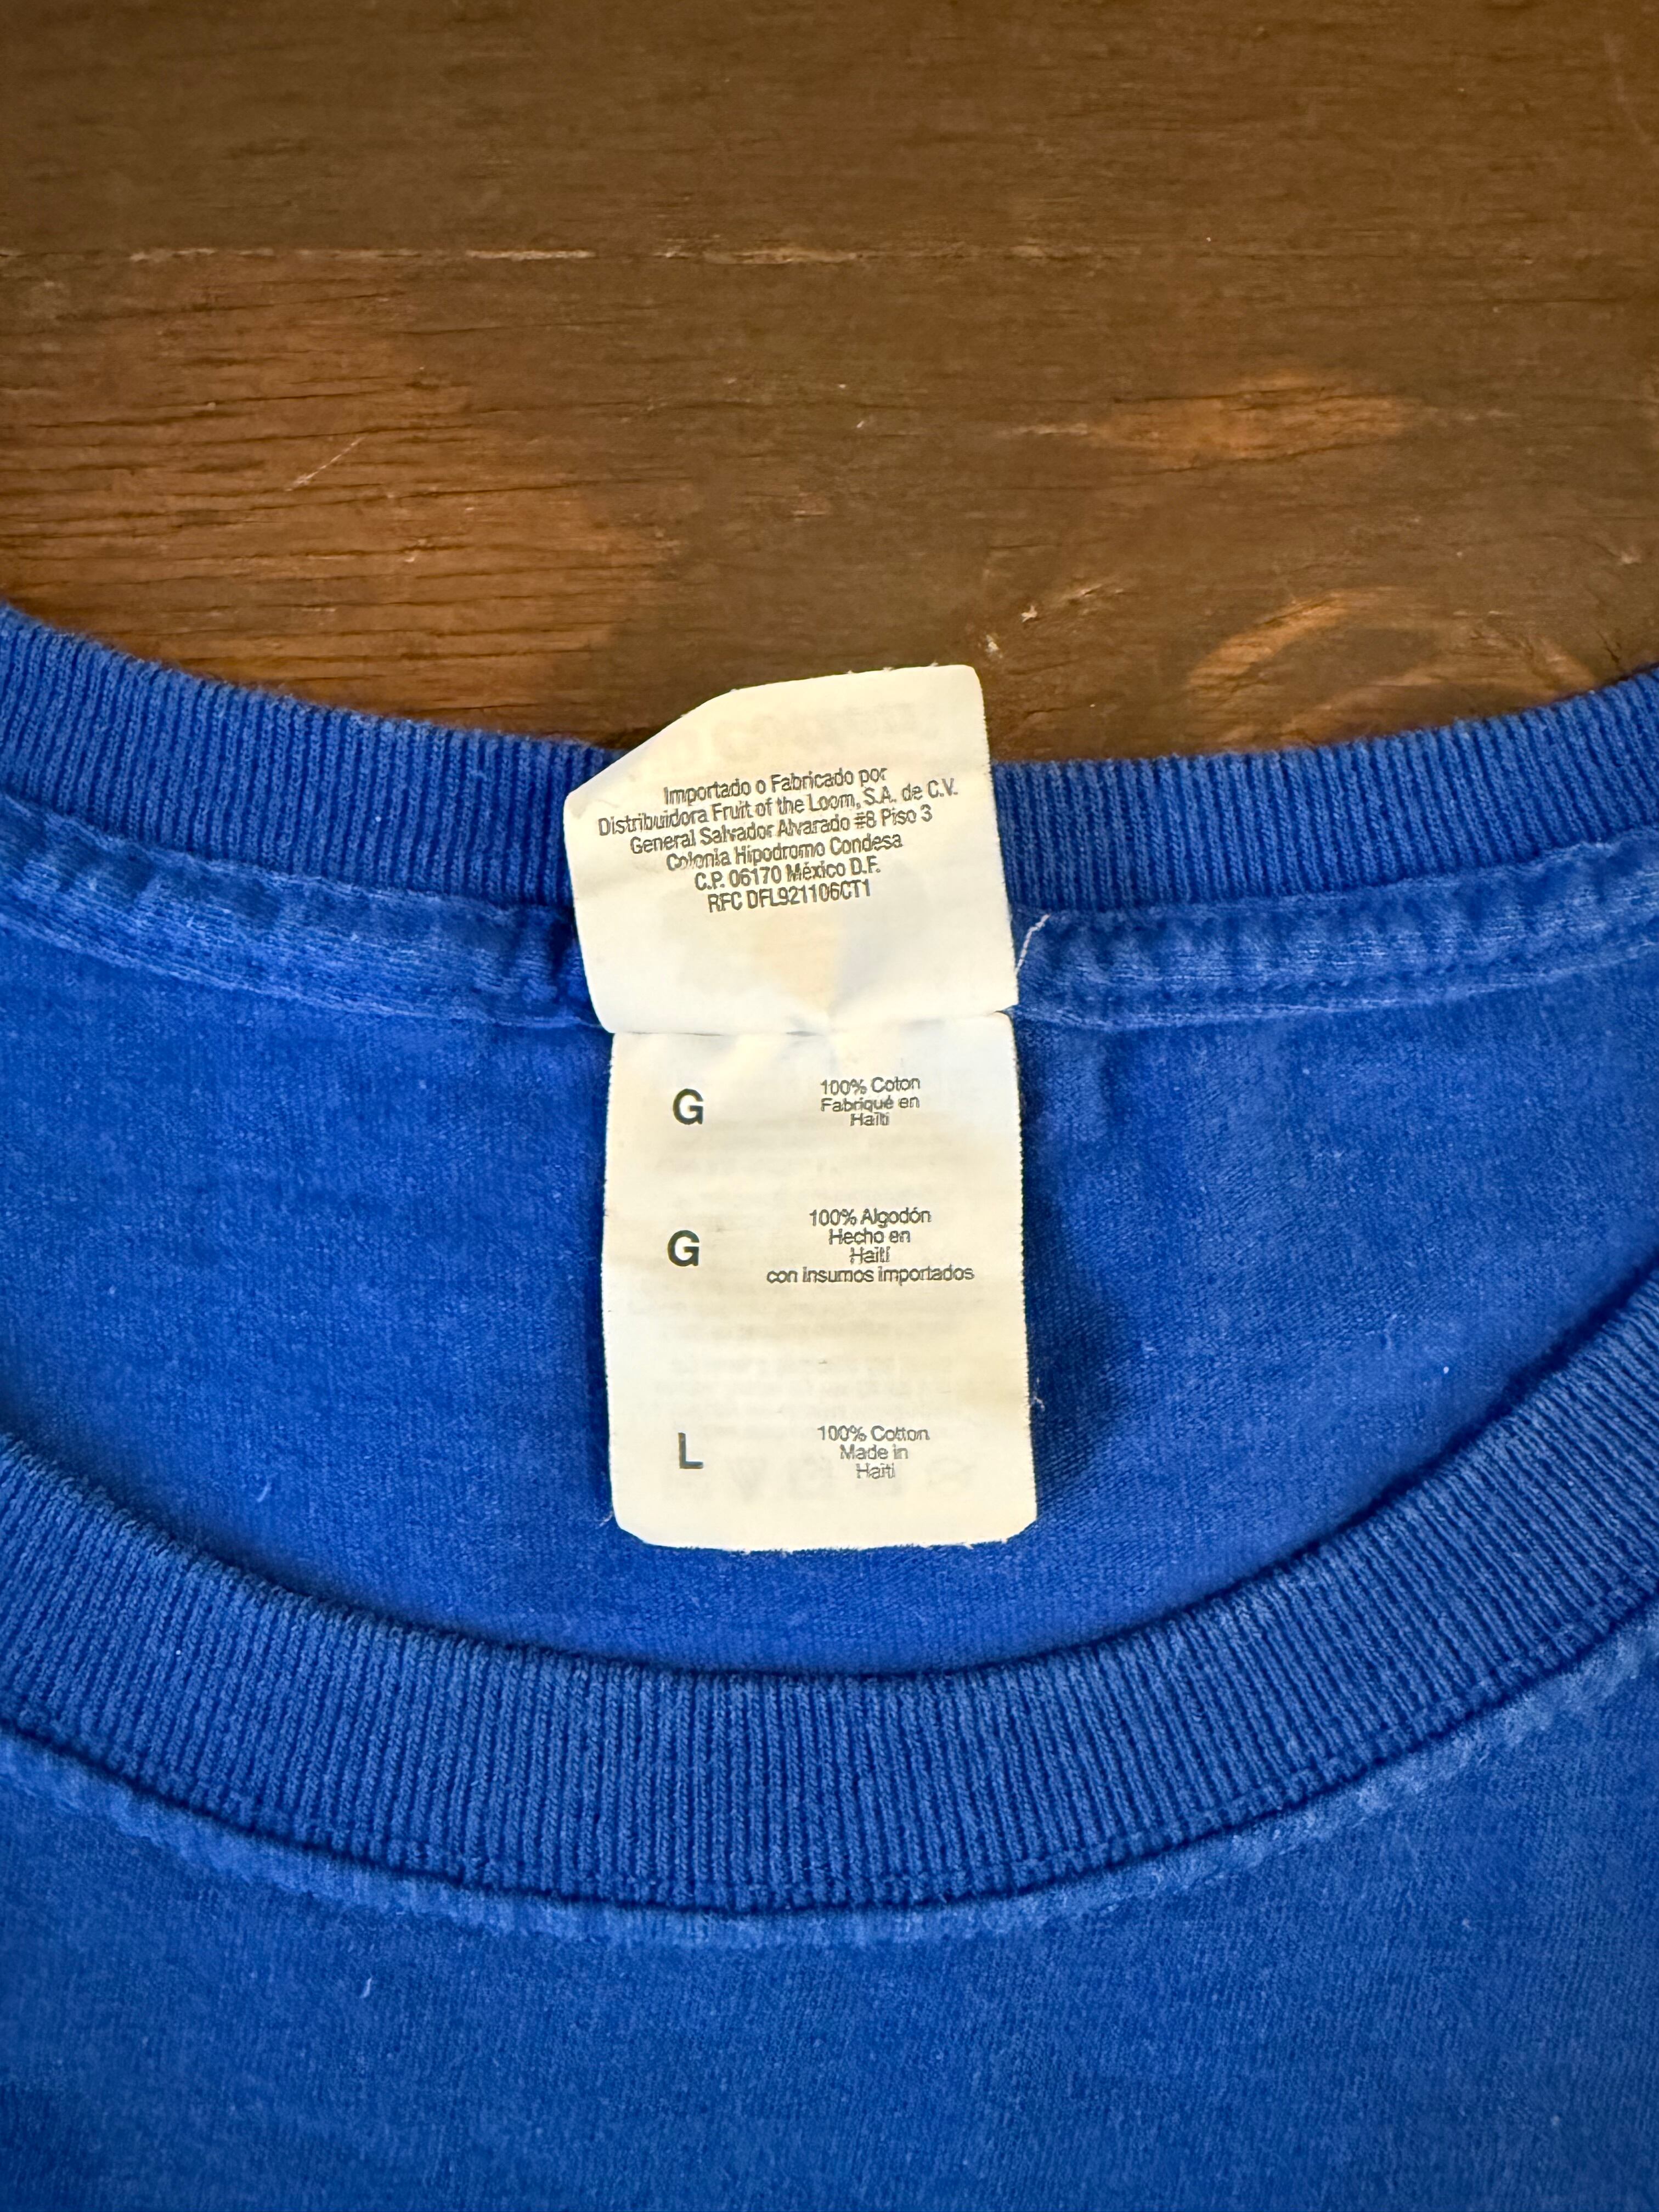 Importado o Fabricado por
Distribuidora Fruit of the Loom, S.A. de C.V.
General Salvador Alvarado #8 Piso 3
Colonia Hipodromo Condesa
C.P. 06170 México D.F.
RFC DFL921106CT1
G
100% Coton
Fabriqué en
Haïti
G
100% Algodón
Hecho en
Haití
con insumos importados
L
100% Cotton
Made in
Haiti